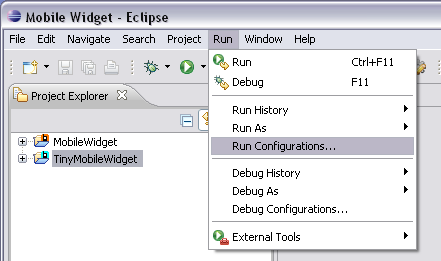 Mobile Widget - Eclipse
File Edit Navigate Search Project Run Window Help
Run Ctrl+F11
Debug F11
Run History
Run As
Run Configurations...
Debug History
Debug As
Debug Configurations...
External Tools
Project Explorer
MobileWidget
TinyMobileWidget